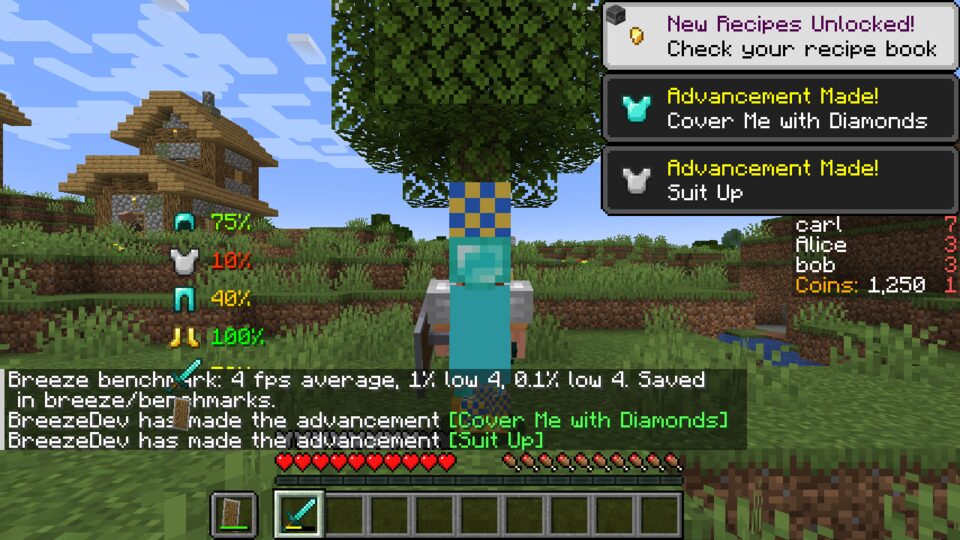 New Recipes Unlocked!
Check your recipe book
Advancement Made!
Cover Me with Diamonds
Advancement Made!
Suit Up
carl 7
Alice 3
bob 3
Coins: 1,250 1
75%
10%
40%
100%
Breeze benchmark: 4 fps average, 1% low 4, 0.1% low 4. Saved
in breeze/benchmarks.
BreezeDev has made the advancement [Cover Me with Diamonds]
BreezeDev has made the advancement [Suit Up]